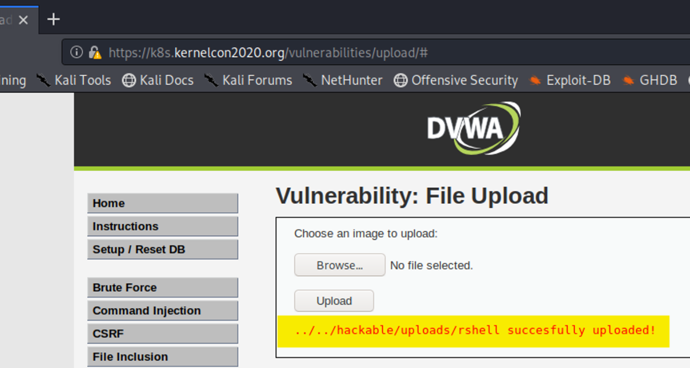 ad × +
https://k8s.kernelcon2020.org/vulnerabilities/upload/#
ining Kali Tools Kali Docs Kali Forums NetHunter Offensive Security Exploit-DB GHDB
DVWA
Home
Instructions
Setup / Reset DB
Brute Force
Command Injection
CSRF
File Inclusion
Vulnerability: File Upload
Choose an image to upload:
Browse... No file selected.
Upload
../../hackable/uploads/rshell succesfully uploaded!